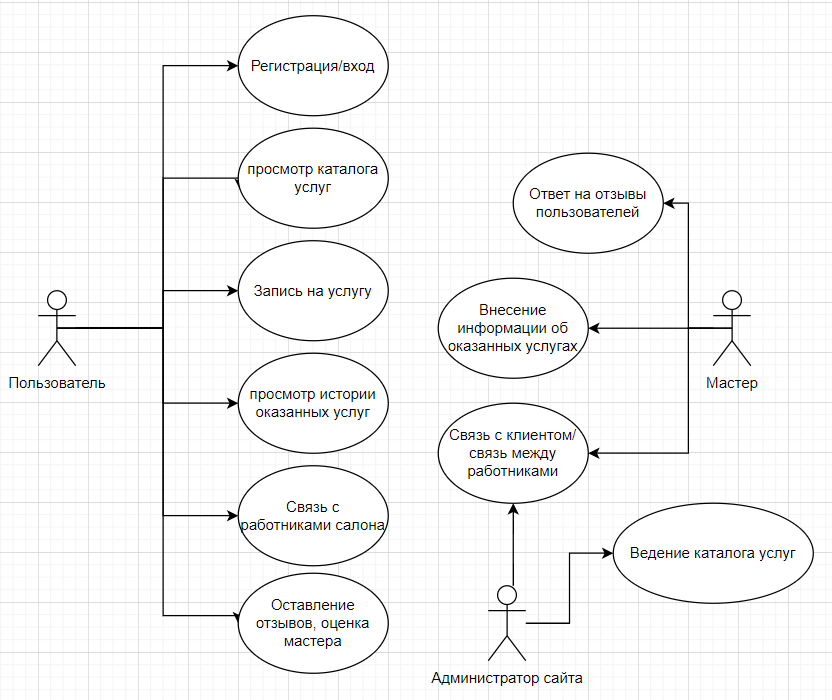 Регистрация/вход
просмотр каталога
услуг
Запись на услугу
просмотр истории
оказанных услуг
Связь с
работниками салона
Оставление
отзывов, оценка
мастера
Пользователь
Ответ на отзывы
пользователей
Внесение
информации об
оказанных услугах
Связь с клиентом/
связь между
работниками
Мастер
Ведение каталога услуг
Администратор сайта